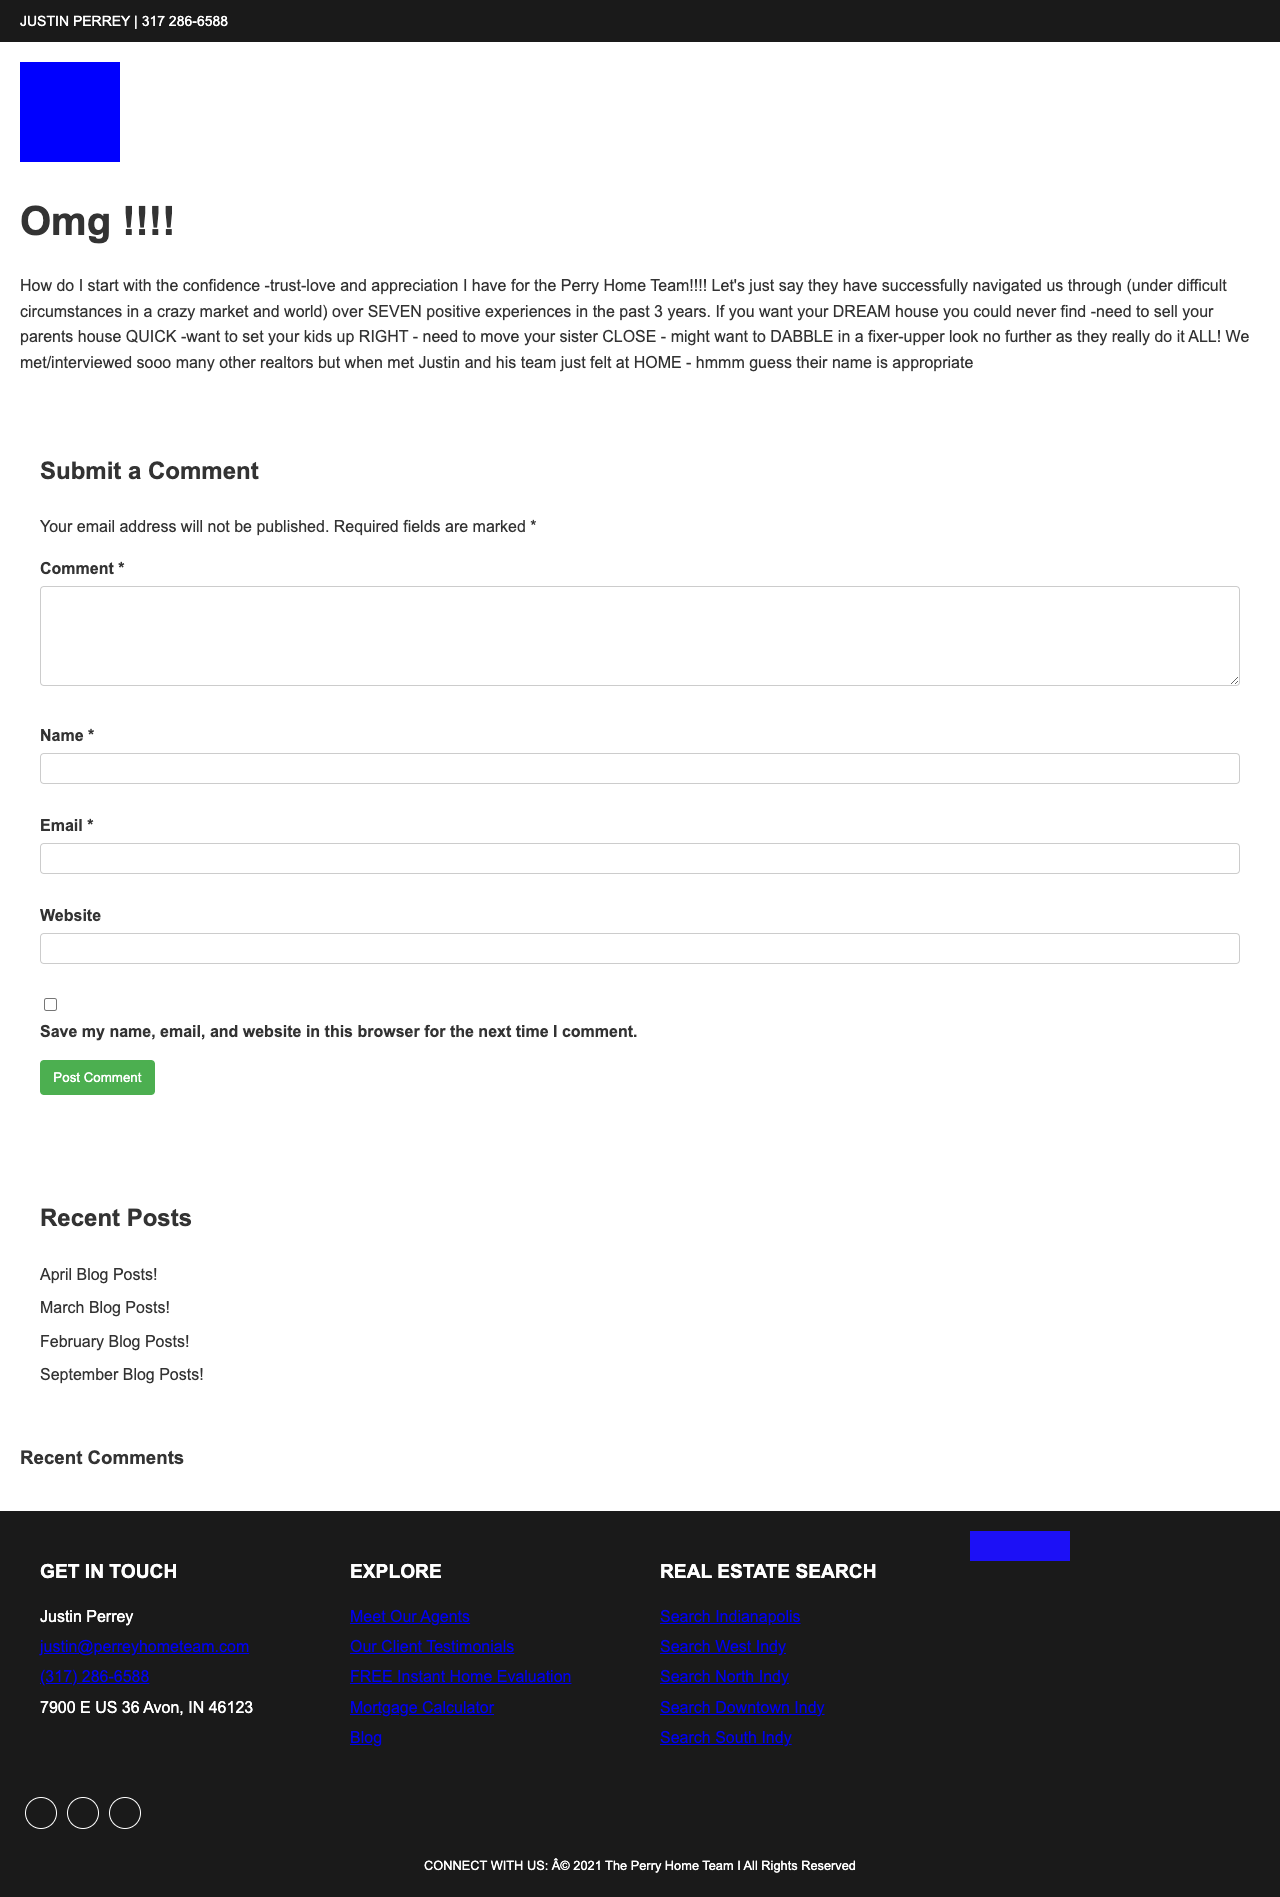 JUSTIN PERREY | 317 286-6588
Omg !!!!
How do I start with the confidence -trust-love and appreciation I have for the Perry Home Team!!!! Let's just say they have successfully navigated us through (under difficult
circumstances in a crazy market and world) over SEVEN positive experiences in the past 3 years. If you want your DREAM house you could never find -need to sell your
parents house QUICK -want to set your kids up RIGHT - need to move your sister CLOSE - might want to DABBLE in a fixer-upper look no further as they really do it ALL! We
met/interviewed sooo many other realtors but when met Justin and his team just felt at HOME - hmmm guess their name is appropriate
Submit a Comment
Your email address will not be published. Required fields are marked *
Comment *
Name *
Email *
Website
Save my name, email, and website in this browser for the next time I comment.
Post Comment
Recent Posts
April Blog Posts!
March Blog Posts!
February Blog Posts!
September Blog Posts!
Recent Comments
GET IN TOUCH
Justin Perrey
justin@perreyhometeam.com
(317) 286-6588
7900 E US 36 Avon, IN 46123
EXPLORE
Meet Our Agents
Our Client Testimonials
FREE Instant Home Evaluation
Mortgage Calculator
Blog
REAL ESTATE SEARCH
Search Indianapolis
Search West Indy
Search North Indy
Search Downtown Indy
Search South Indy
CONNECT WITH US: Â© 2021 The Perry Home Team I All Rights Reserved